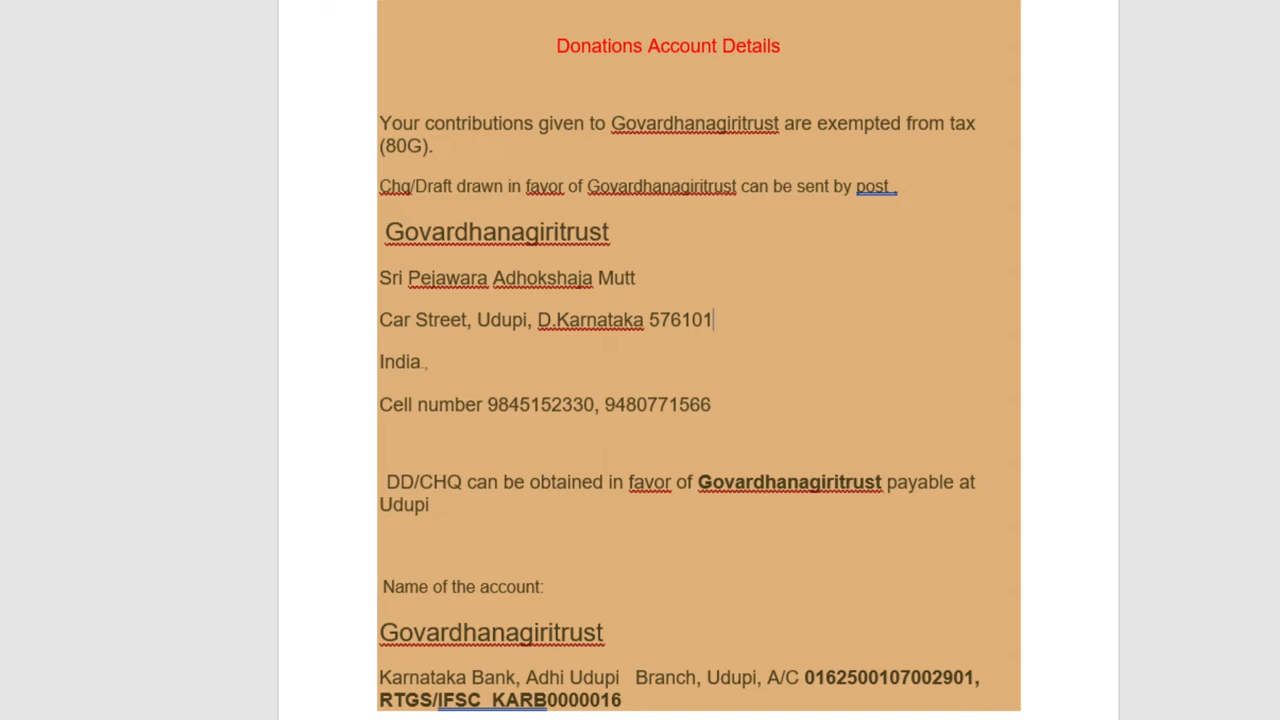 Donations Account Details
Your contributions given to Govardhanagiritrust are exempted from tax
(80G).
Chq/Draft drawn in favor of Govardhanagiritrust can be sent by post ,
Govardhanagiritrust
Sri Pejawara Adhokshaja Mutt
Car Street, Udupi, D.Karnataka 576101
India.,
Cell number 9845152330, 9480771566
DD/CHQ can be obtained in favor of Govardhanagiritrust payable at
Udupi
Name of the account:
Govardhanagiritrust
Karnataka Bank, Adhi Udupi Branch, Udupi, A/C 0162500107002901,
RTGS/IFSC KARB0000016